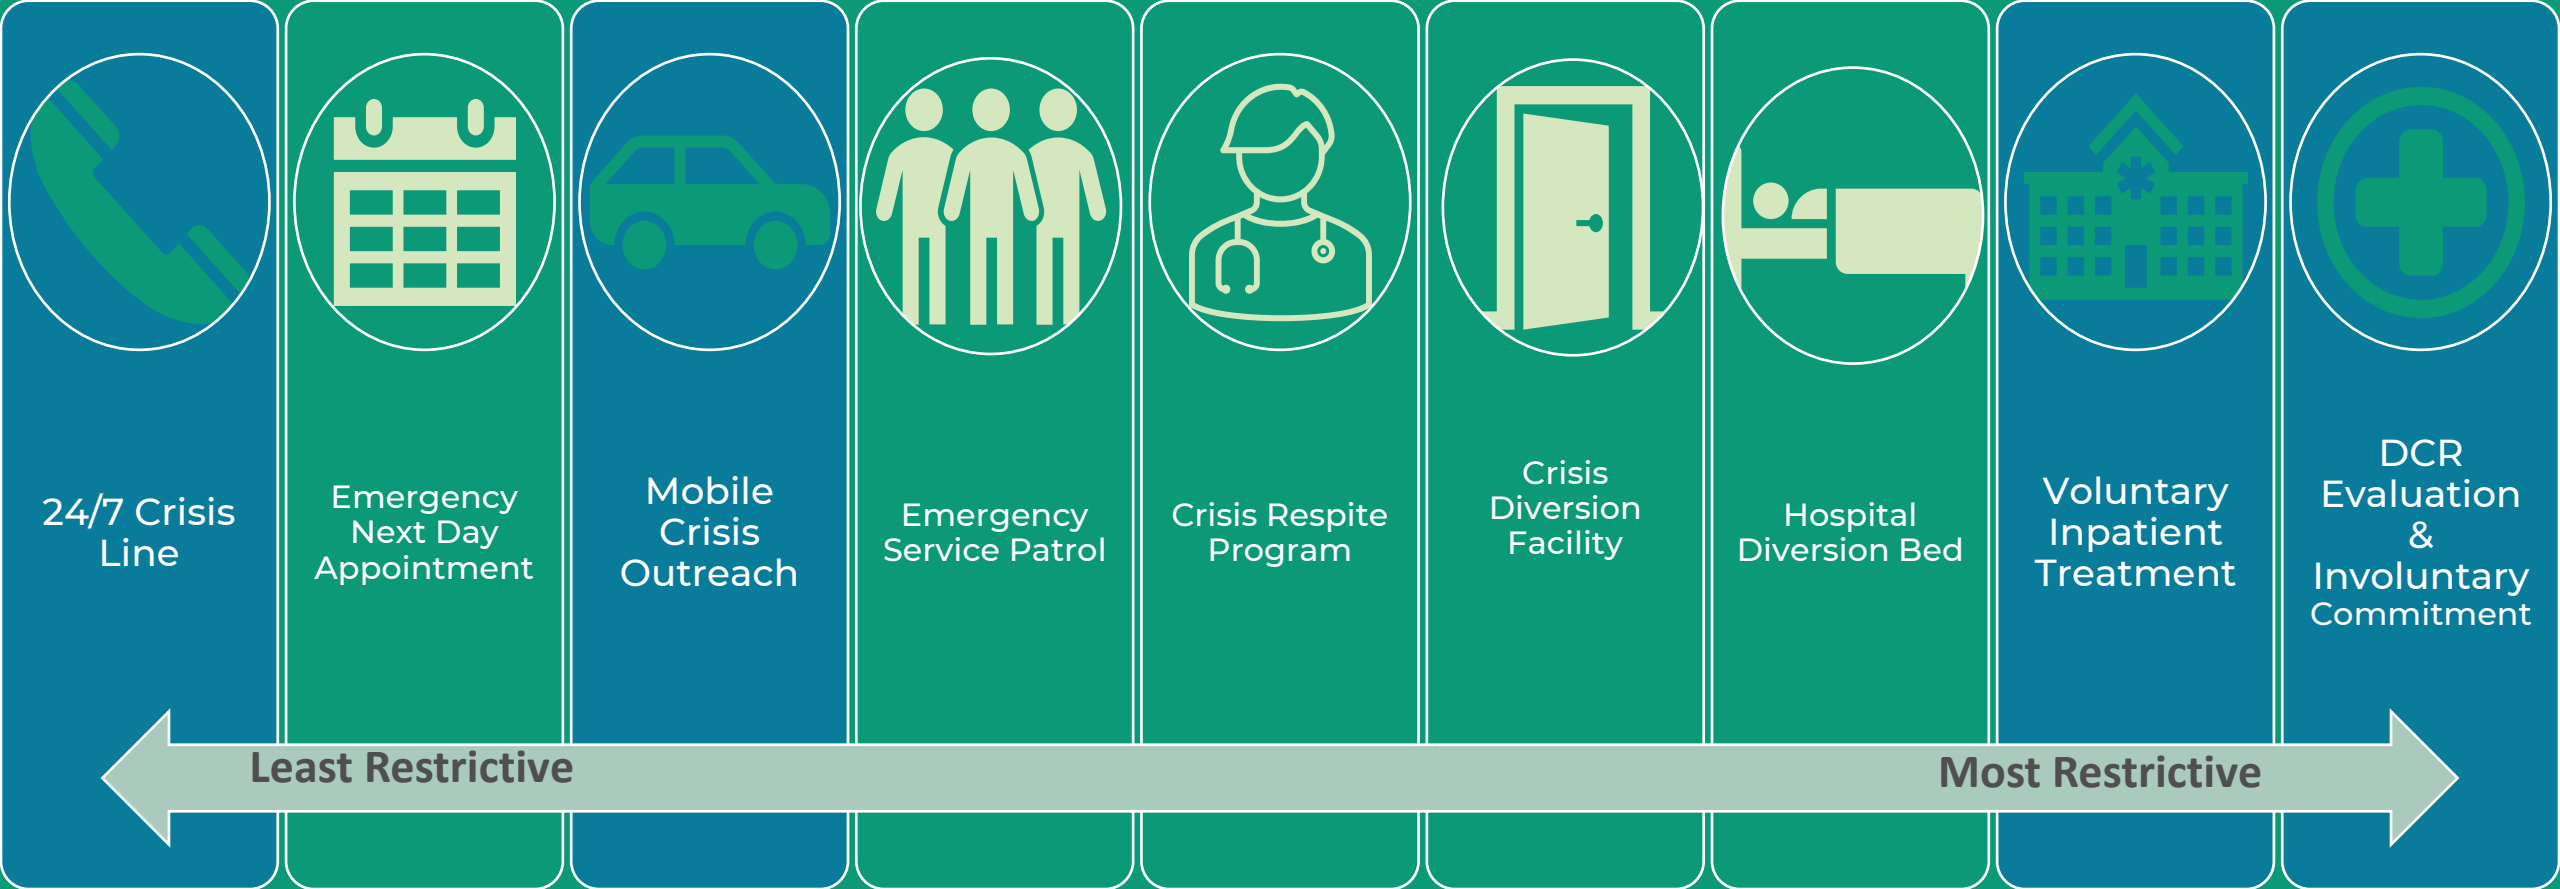 24/7 Crisis
Line
Emergency
Next Day
Appointment
Mobile
Crisis
Outreach
Emergency
Service Patrol
Crisis Respite
Program
Crisis
Diversion
Facility
Hospital
Diversion Bed
Voluntary
Inpatient
Treatment
DCR
Evaluation
&
Involuntary
Commitment
Least Restrictive
Most Restrictive